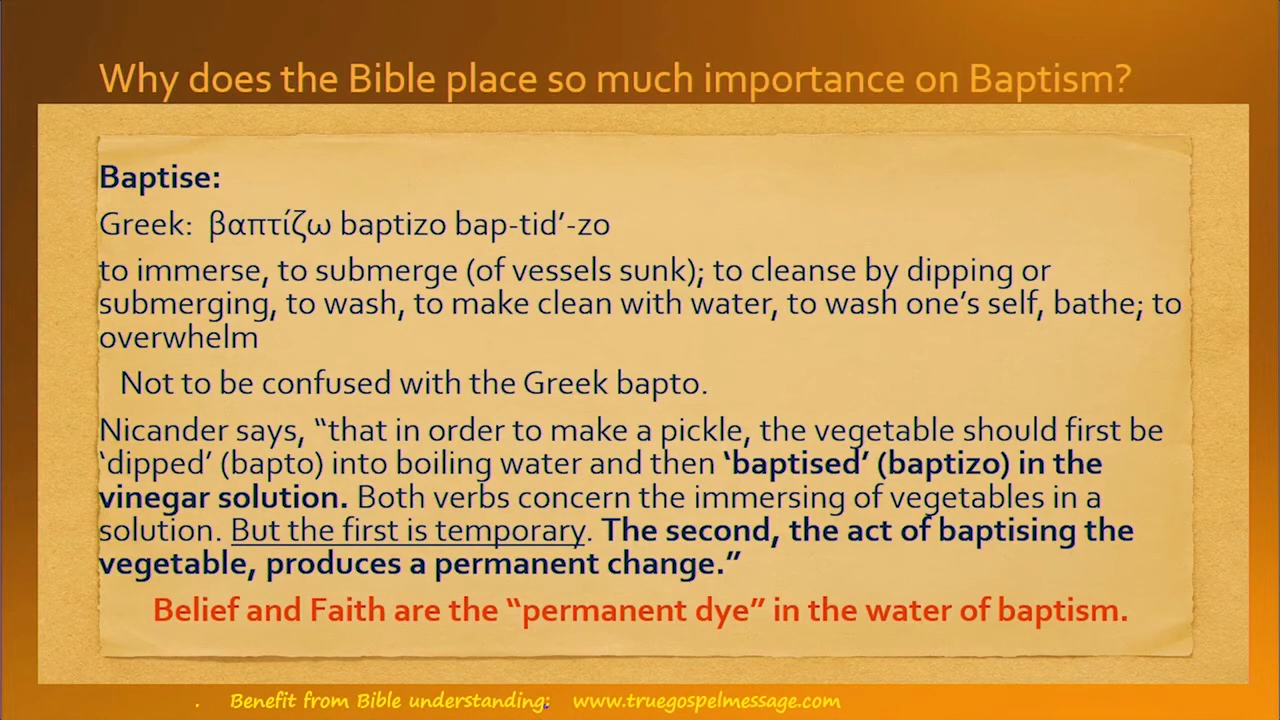 Why does the Bible place so much importance on Baptism?
Baptise:
Greek: βαπτίζω baptizo bap-tid’-zo
to immerse, to submerge (of vessels sunk); to cleanse by dipping or
submerging, to wash, to make clean with water, to wash one’s self, bathe; to
overwhelm
Not to be confused with the Greek bapto.
Nicander says, “that in order to make a pickle, the vegetable should first be
‘dipped’ (bapto) into boiling water and then ‘baptised’ (baptizo) in the
vinegar solution. Both verbs concern the immersing of vegetables in a
solution. But the first is temporary. The second, the act of baptising the
vegetable, produces a permanent change.”
Belief and Faith are the “permanent dye” in the water of baptism.
. Benefit from Bible understanding: www.truegospelmessage.com